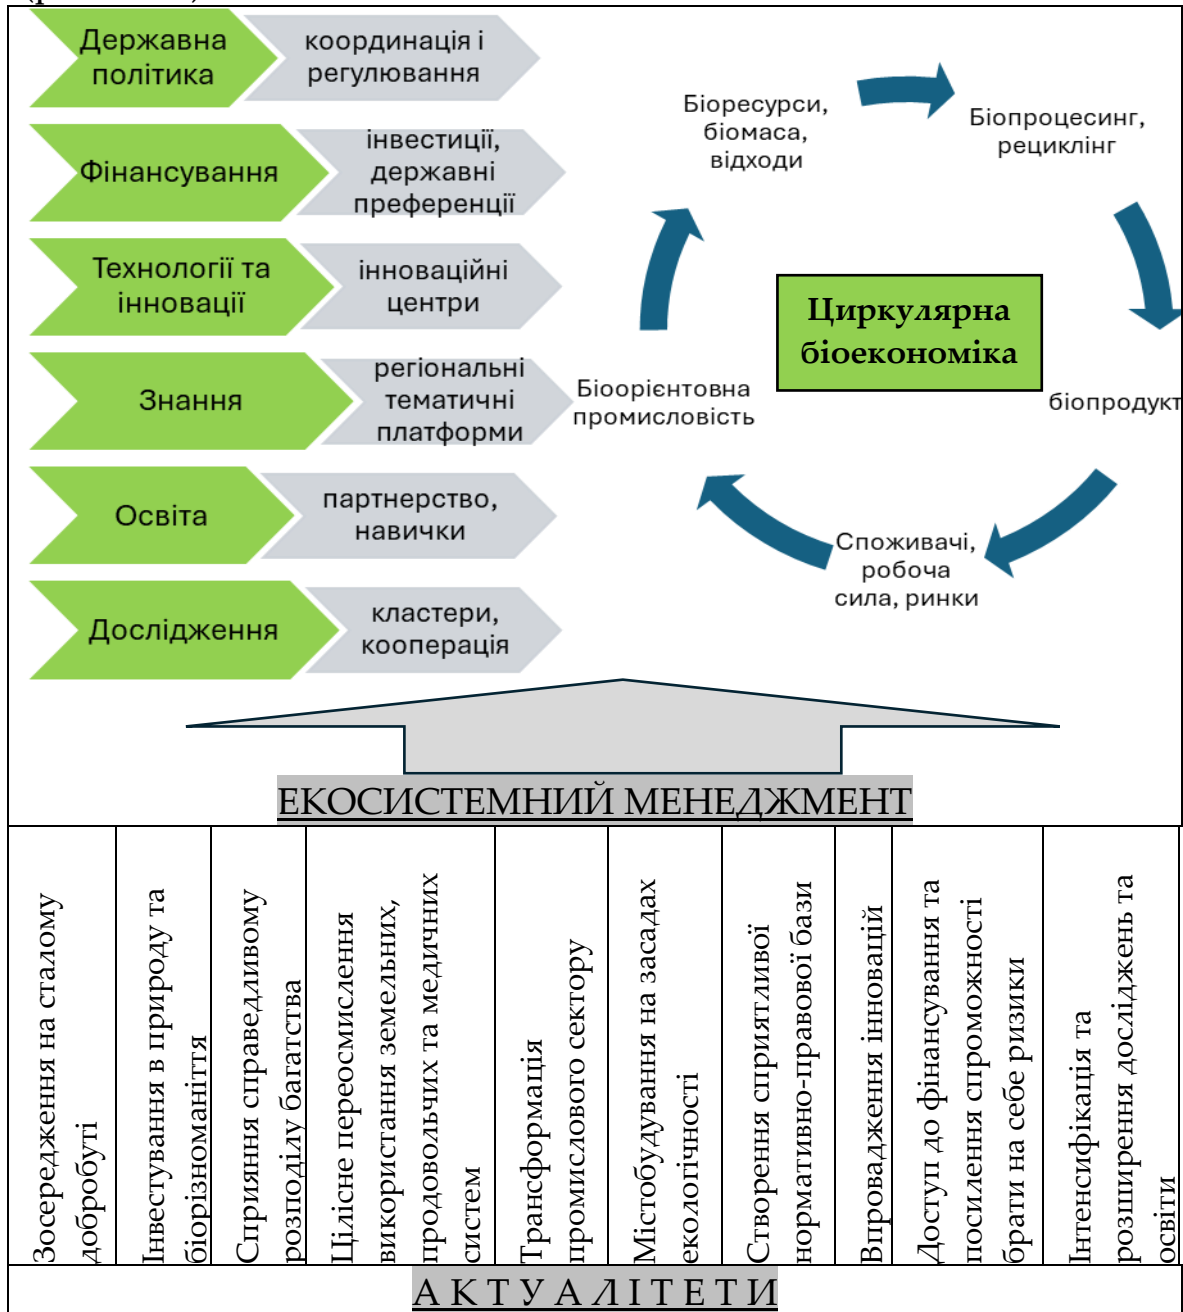 Державна
політика
координація і
регулювання
Фінансування
інвестиції,
державні
преференції
Технології та
інновації
інноваційні
центри
Знання
регіональні
тематичні
платформи
Освіта
партнерство,
навички
Дослідження
кластери,
кооперація
Біоресурси,
біомаса,
відходи
Біопроцесинг,
рециклінг
Циркулярна
біоекономіка
Біоорієнтовна
промисловість
біопродукт
Споживачі,
робоча
сила, ринки
ЕКОСИСТЕМНИЙ МЕНЕДЖМЕНТ
Зосередження на сталому
добробуті
Інвестування в природу та
біорізноманіття
Сприяння справедливому
розподілу багатства
Цілісне переосмислення
використання земельних,
продовольчих та медичних
систем
Трансформація
промислового сектору
Містобудування на засадах
екологічності
Створення сприятливої
нормативно-правової бази
Впровадження інновацій
Доступ до фінансування та
посилення спроможності
брати на себе ризики
Інтенсифікація та
розширення досліджень та
освіти
А К Т У А Л І Т Е Т И